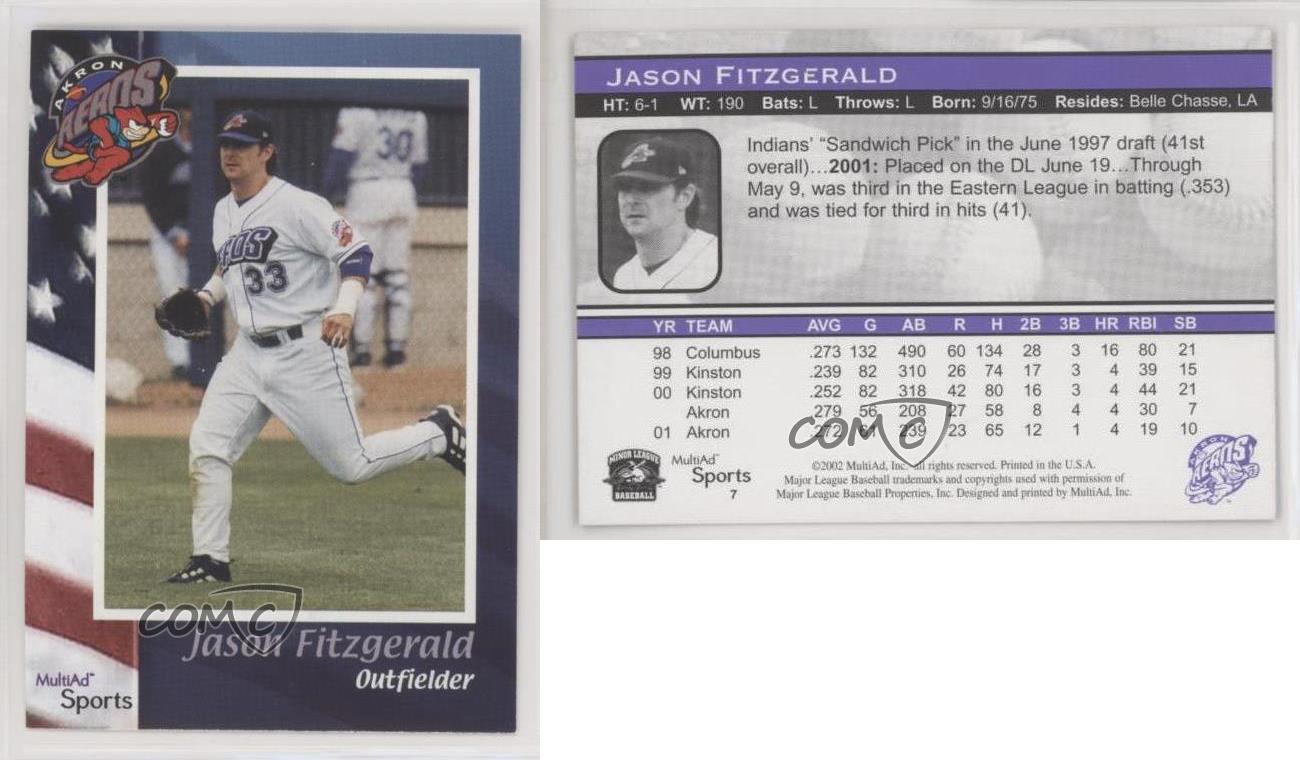 AKRON
AEROS
30
AEROS
33
COMC
Jason Fitzgerald
Outfielder
MultiAd™
Sports
JASON FITZGERALD
HT: 6-1 WT: 190 Bats: L Throws: L Born: 9/16/75 Resides: Belle Chasse, LA
Indians' "Sandwich Pick" in the June 1997 draft (41st
overall)...2001: Placed on the DL June 19...Through
May 9, was third in the Eastern League in batting (.353)
and was tied for third in hits (41).
YR TEAM AVG G AB R H 2B 3B HR RBI SB
98 Columbus .273 132 490 60 134 28 3 16 80 21
99 Kinston .239 82 310 26 74 17 3 4 39 15
00 Kinston .252 82 318 42 80 16 3 4 44 21
Akron .279 56 208 27 58 8 4 4 30 7
01 Akron .272 61 239 23 65 12 1 4 19 10
COMC
MINOR LEAGUE
BASEBALL
MultiAd™
Sports
7
©2002 MultiAd, Inc. all rights reserved. Printed in the U.S.A.
Major League Baseball trademarks and copyrights used with permission of
Major League Baseball Properties, Inc. Designed and printed by MultiAd, Inc.
AKRON
AEROS